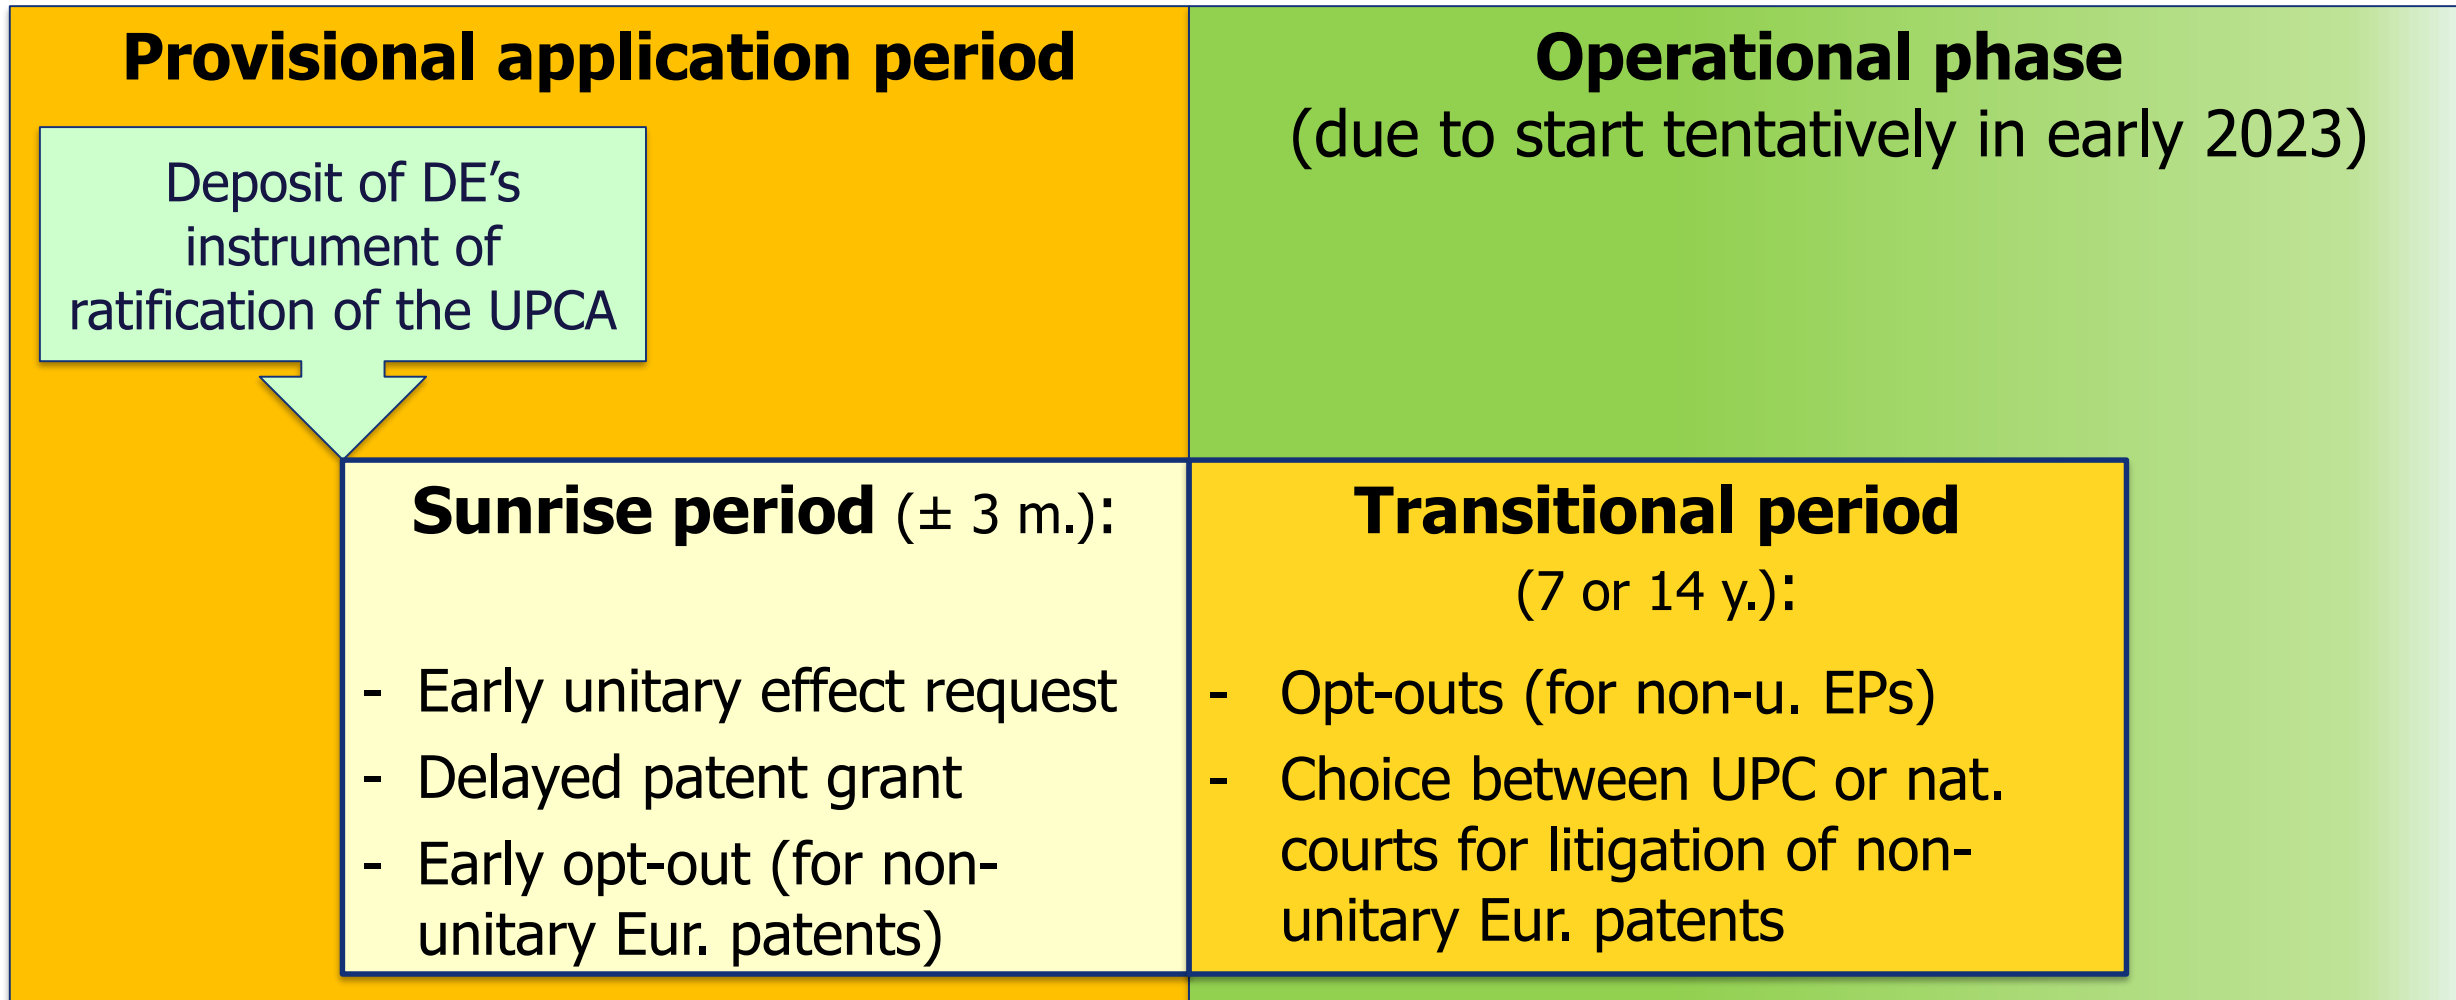 Provisional application period
Deposit of DE’s
instrument of
ratification of the UPCA
Sunrise period (± 3 m.):
- Early unitary effect request
- Delayed patent grant
- Early opt-out (for non-
unitary Eur. patents)
Operational phase
(due to start tentatively in early 2023)
Transitional period
(7 or 14 y.):
- Opt-outs (for non-u. EPs)
- Choice between UPC or nat.
courts for litigation of non-
unitary Eur. patents